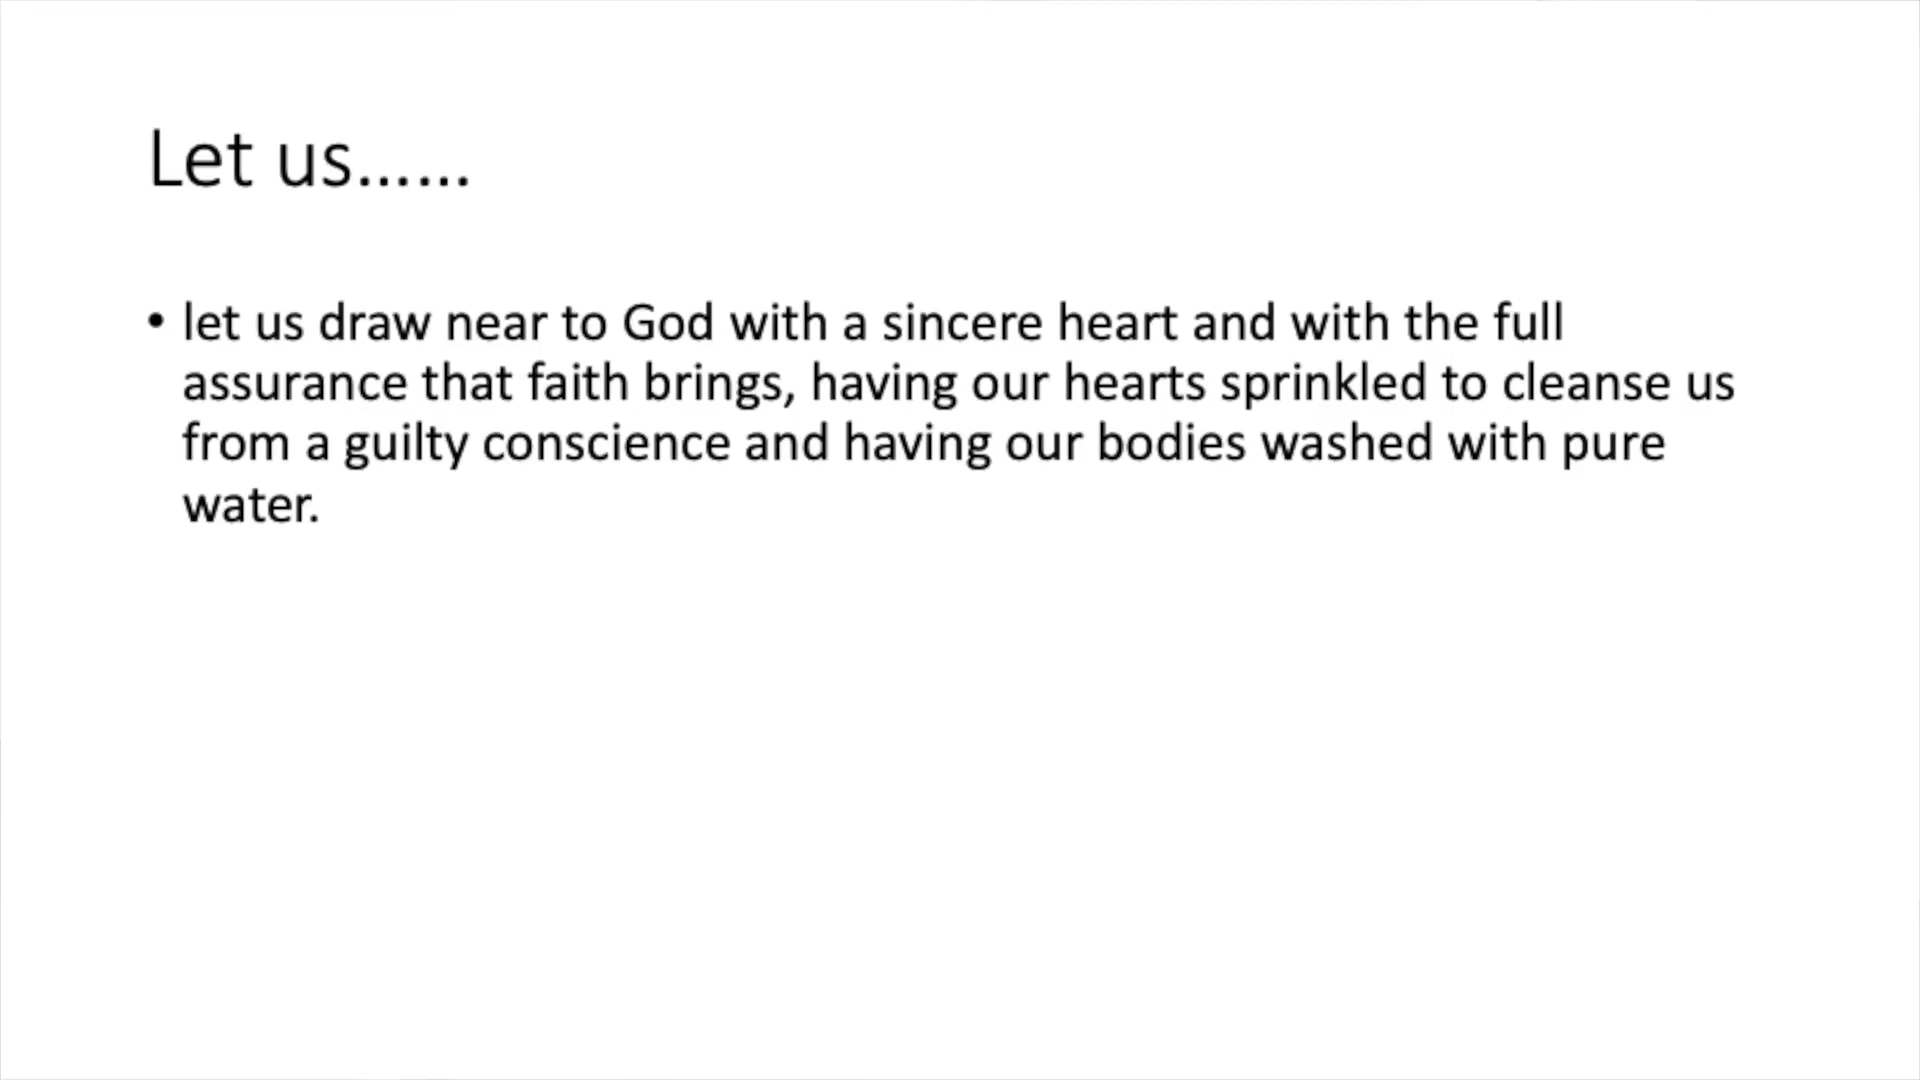 Let us......
• let us draw near to God with a sincere heart and with the full
assurance that faith brings, having our hearts sprinkled to cleanse us
from a guilty conscience and having our bodies washed with pure
water.